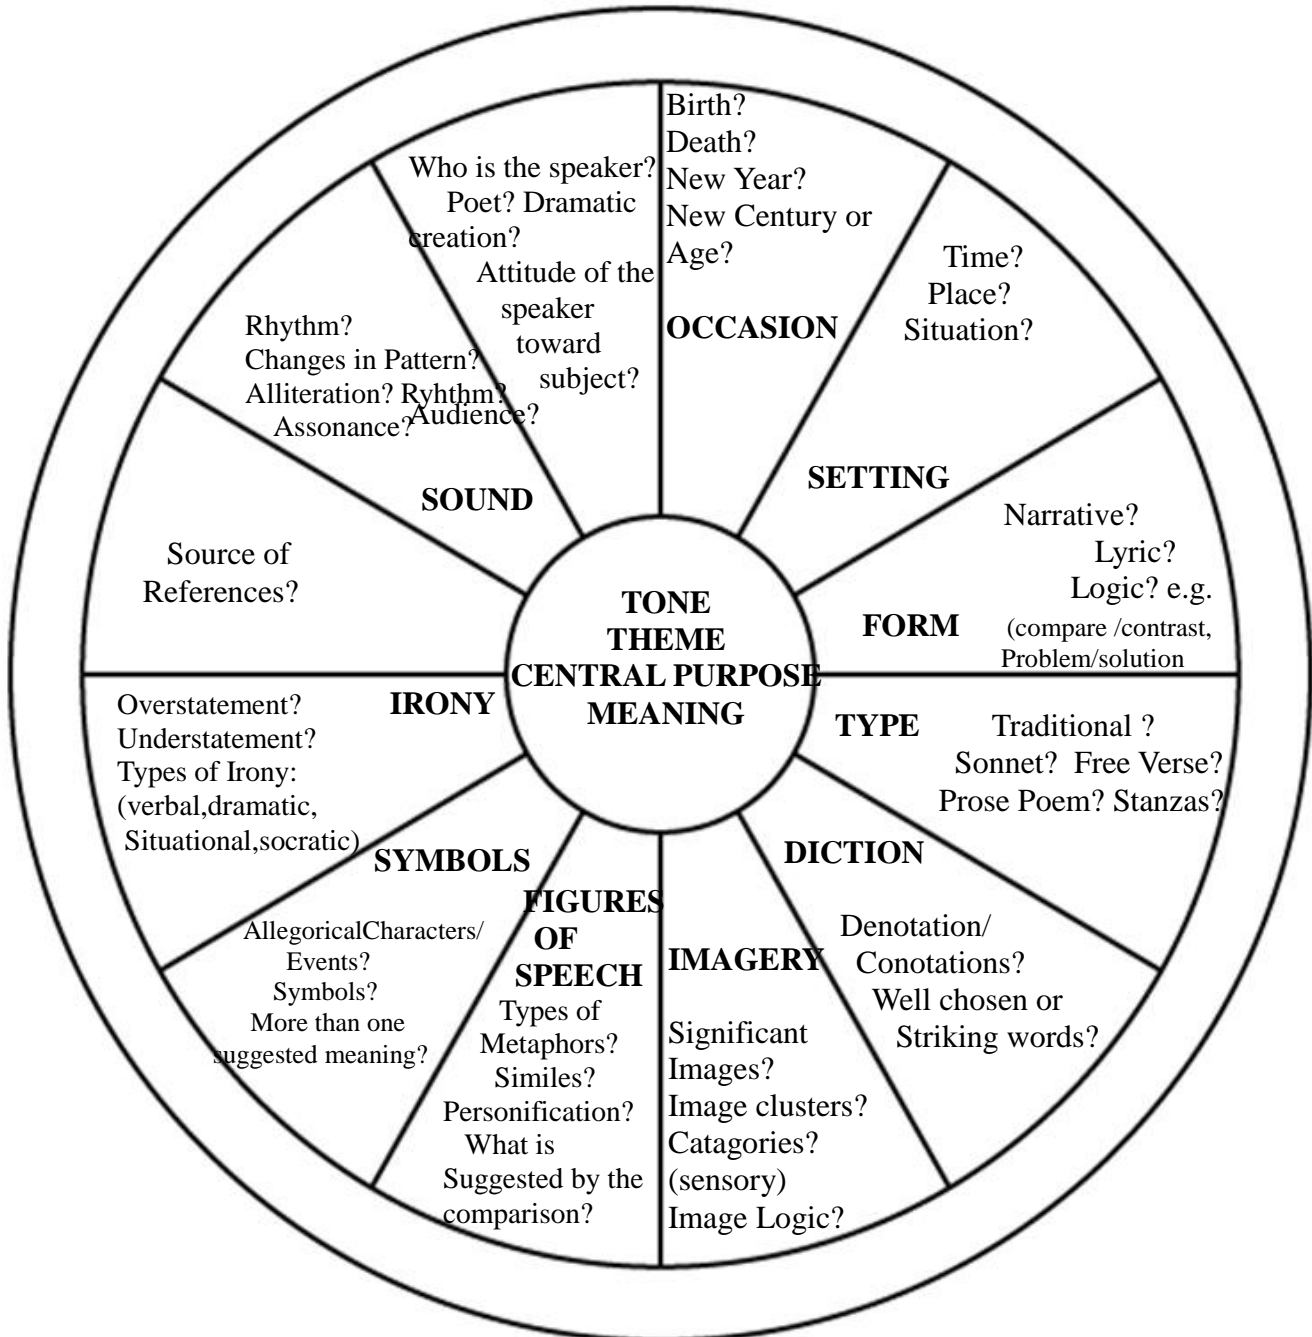 Birth?
Death?
New Year?
New Century or
Age?
OCCASION
Time?
Place?
Situation?
SETTING
Narrative?
Lyric?
Logic? e.g.
(compare /contrast,
Problem/solution
FORM
TYPE
Traditional ?
Sonnet? Free Verse?
Prose Poem? Stanzas?
DICTION
Denotation/
Conotations?
Well chosen or
Striking words?
IMAGERY
Significant
Images?
Image clusters?
Catagories?
(sensory)
Image Logic?
FIGURES
OF
SPEECH
Types of
Metaphors?
Similes?
Personification?
What is
Suggested by the
comparison?
SYMBOLS
AllegoricalCharacters/
Events?
Symbols?
More than one
suggested meaning?
IRONY
Overstatement?
Understatement?
Types of Irony:
(verbal,dramatic,
Situational,socratic)
Source of
References?
Rhythm?
Changes in Pattern?
Alliteration? Ryhthm?
Assonance?
SOUND
Who is the speaker?
Poet? Dramatic
creation?
Attitude of the
speaker
toward
subject?
Audience?
TONE
THEME
CENTRAL PURPOSE
MEANING